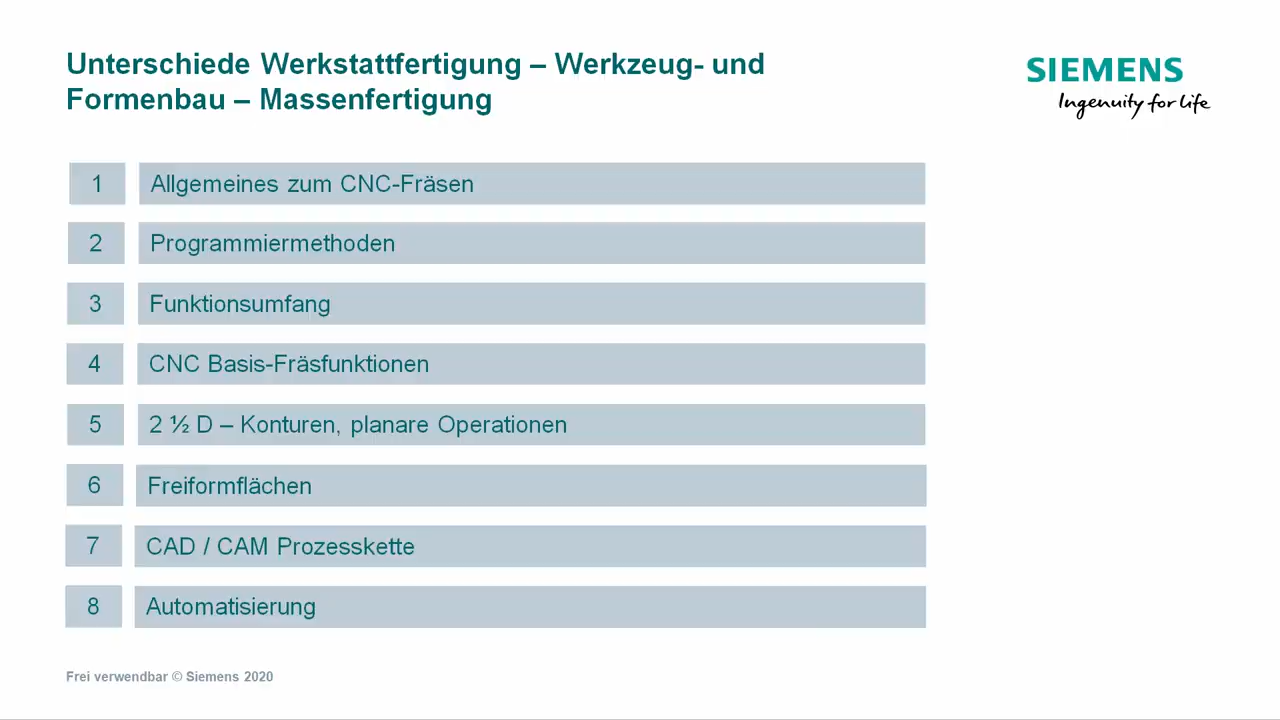 Unterschiede Werkstattfertigung – Werkzeug- und
Formenbau – Massenfertigung
SIEMENS
Ingenuity for life
1 Allgemeines zum CNC-Fräsen
2 Programmiermethoden
3 Funktionsumfang
4 CNC Basis-Fräsfunktionen
5 2 ½ D – Konturen, planare Operationen
6 Freiformflächen
7 CAD / CAM Prozesskette
8 Automatisierung
Frei verwendbar © Siemens 2020